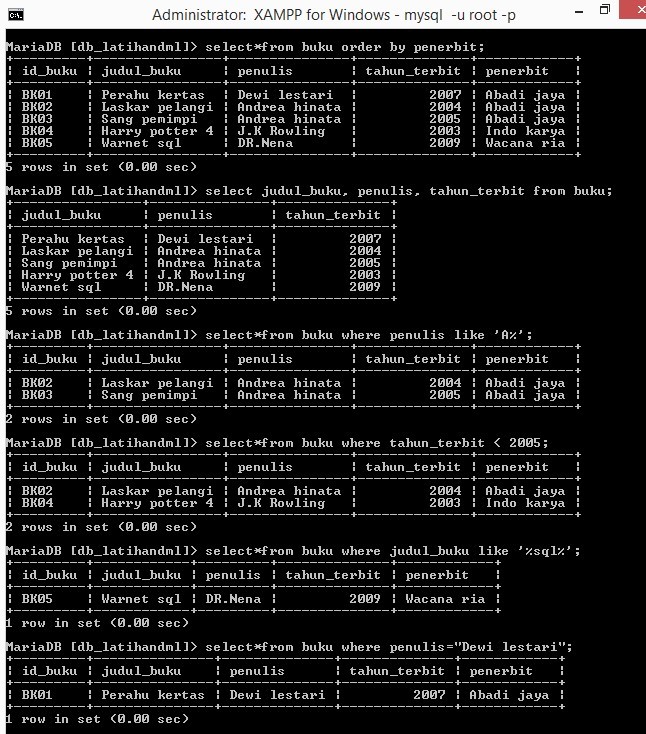 Administrator: XAMPP for Windows - mysql -u root -p
MariaDB [db_latihandml]> select*from buku order by penerbit;
| id_buku | judul_buku | penulis | tahun_terbit | penerbit |
| BK01 | Perahu kertas | Dewi lestari | 2007 | Abadi jaya |
| BK02 | Laskar pelangi | Andrea hinata | 2004 | Abadi jaya |
| BK03 | Sang pemimpi | Andrea hinata | 2005 | Abadi jaya |
| BK04 | Harry potter 4 | J.K Rowling | 2003 | Indo karya |
| BK05 | Warnet sql | DR.Nena | 2009 | Wacana ria |
5 rows in set (0.00 sec)
MariaDB [db_latihandml]> select judul_buku, penulis, tahun_terbit from buku;
| judul_buku | penulis | tahun_terbit |
| Perahu kertas | Dewi lestari | 2007 |
| Laskar pelangi | Andrea hinata | 2004 |
| Sang pemimpi | Andrea hinata | 2005 |
| Harry potter 4 | J.K Rowling | 2003 |
| Warnet sql | DR.Nena | 2009 |
5 rows in set (0.00 sec)
MariaDB [db_latihandml]> select*from buku where penulis like 'A%';
| id_buku | judul_buku | penulis | tahun_terbit | penerbit |
| BK02 | Laskar pelangi | Andrea hinata | 2004 | Abadi jaya |
| BK03 | Sang pemimpi | Andrea hinata | 2005 | Abadi jaya |
2 rows in set (0.00 sec)
MariaDB [db_latihandml]> select*from buku where tahun_terbit < 2005;
| id_buku | judul_buku | penulis | tahun_terbit | penerbit |
| BK02 | Laskar pelangi | Andrea hinata | 2004 | Abadi jaya |
| BK04 | Harry potter 4 | J.K Rowling | 2003 | Indo karya |
2 rows in set (0.00 sec)
MariaDB [db_latihandml]> select*from buku where judul_buku like '%sql%';
| id_buku | judul_buku | penulis | tahun_terbit | penerbit |
| BK05 | Warnet sql | DR.Nena | 2009 | Wacana ria |
1 row in set (0.00 sec)
MariaDB [db_latihandml]> select*from buku where penulis="Dewi lestari";
| id_buku | judul_buku | penulis | tahun_terbit | penerbit |
| BK01 | Perahu kertas | Dewi lestari | 2007 | Abadi jaya |
1 row in set (0.00 sec)